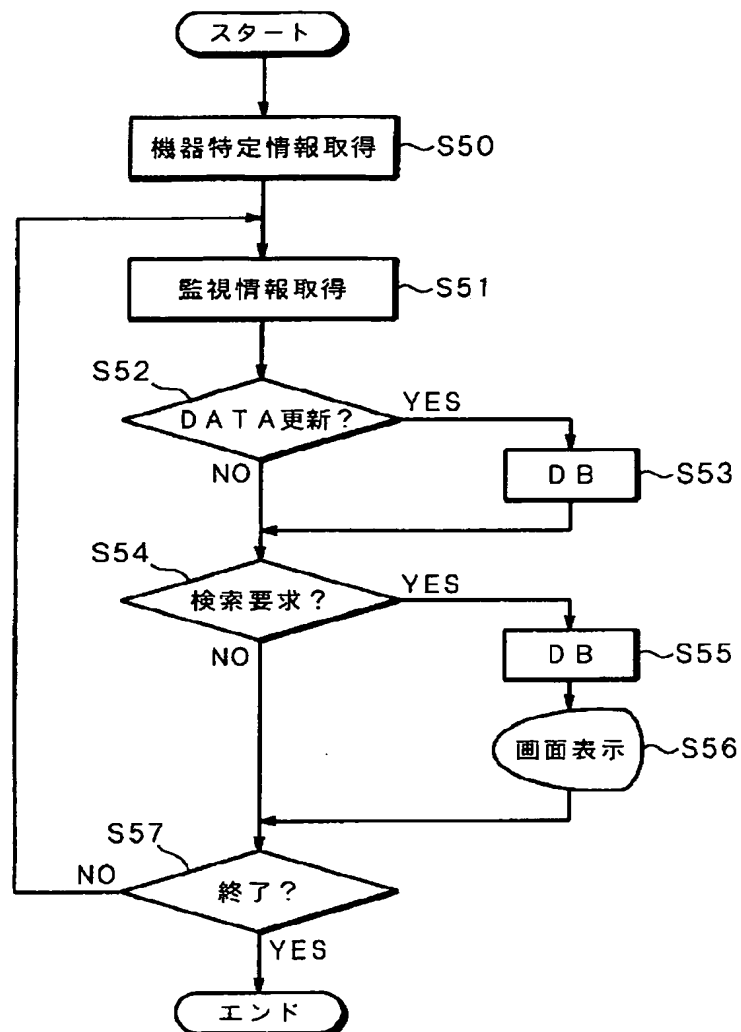 スタート
機器特定情報取得
S50
監視情報取得
S51
S52
DATA更新?
YES
NO
DB
S53
S54
検索要求?
YES
NO
DB
S55
画面表示
S56
S57
終了?
NO
YES
エンド